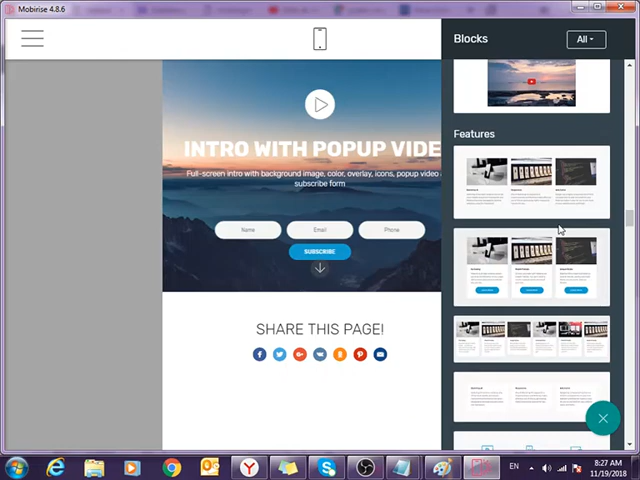 Mobirise 4.8.6
Blocks
All
INTRO WITH POPUP VIDE
Full-screen intro with background image, color, overlay, icons, popup video
subscribe form
Name
Email
Phone
SUBSCRIBE
SHARE THIS PAGE!
Features
EN
8:27 AM
11/19/2018